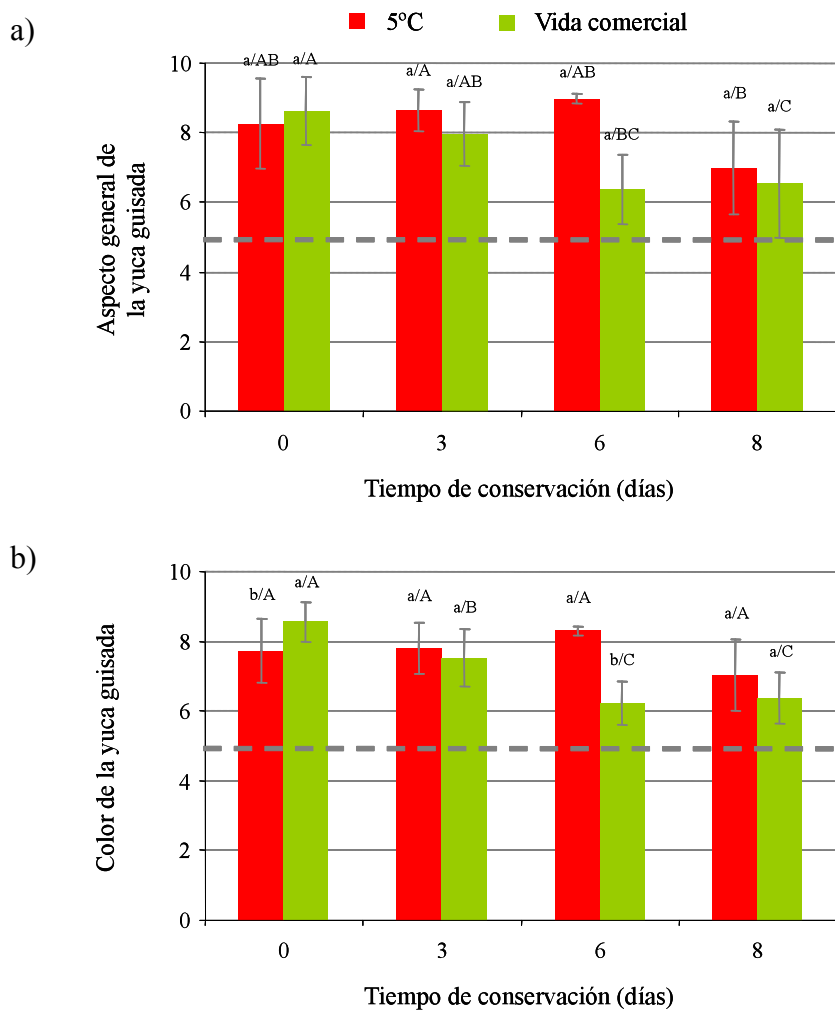 a)
5ºC Vida comercial
a/AB a/A a/A a/AB a/AB a/BC a/B a/C
10
8
6
4
2
0
Aspecto general de
la yuca guisada
0 3 6 8
Tiempo de conservación (días)
b)
b/A a/A a/A a/B a/A b/C a/A a/C
10
8
6
4
2
0
Color de la yuca guisada
0 3 6 8
Tiempo de conservación (días)